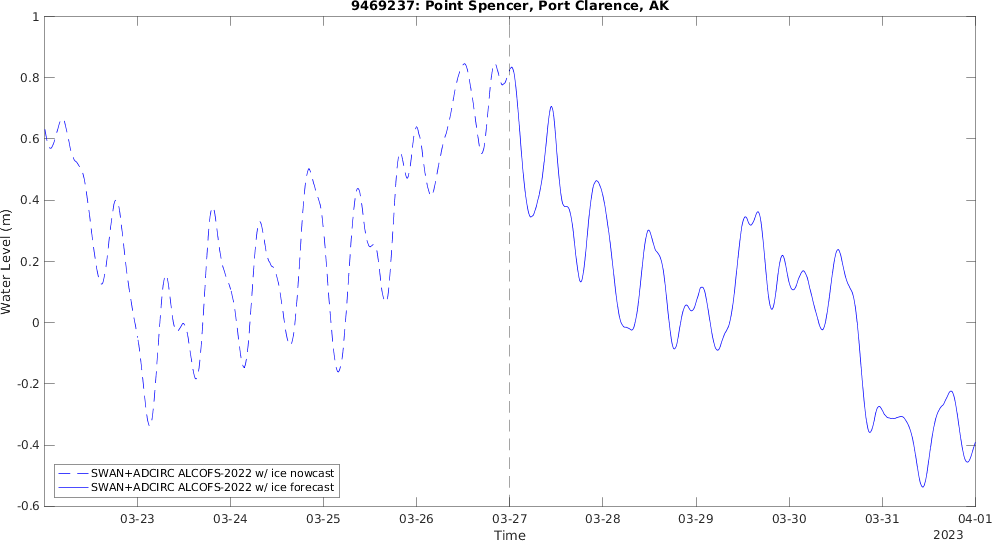 9469237: Point Spencer, Port Clarence, AK
1
0.8
0.6
0.4
0.2
0
-0.2
-0.4
-0.6
Water Level (m)
SWAN+ADCIRC ALCOFS-2022 w/ ice nowcast
SWAN+ADCIRC ALCOFS-2022 w/ ice forecast
03-23 03-24 03-25 03-26 03-27 03-28 03-29 03-30 03-31 04-01
Time
2023